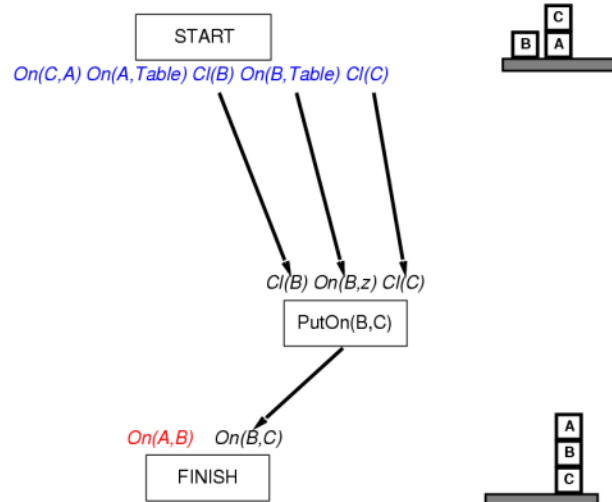 START
On(C,A) On(A,Table) Cl(B) On(B,Table) Cl(C)
C
B A
Cl(B) On(B,z) Cl(C)
PutOn(B,C)
On(A,B) On(B,C)
FINISH
A
B
C